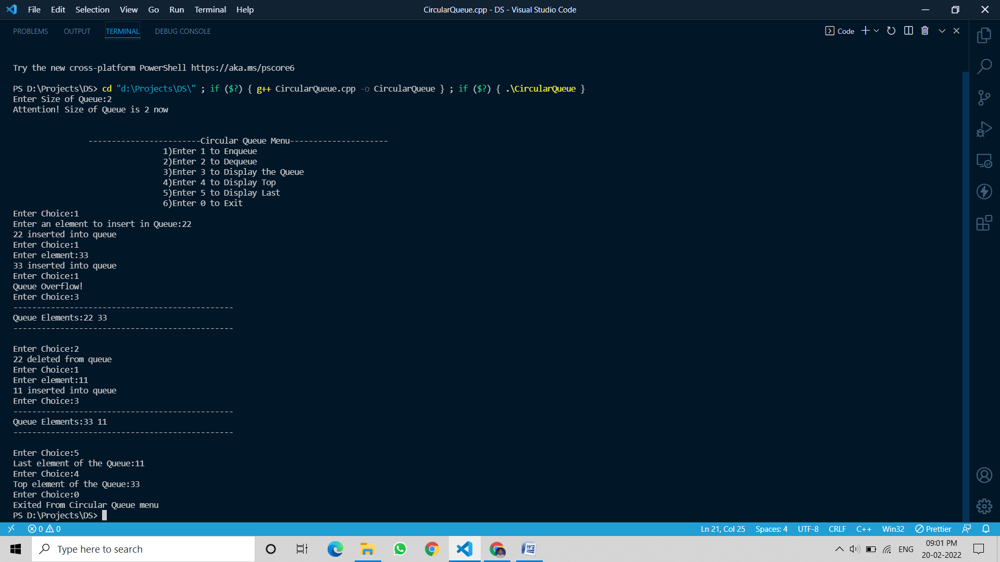 File Edit Selection View Go Run Terminal Help CircularQueue.cpp - DS - Visual Studio Code
PROBLEMS OUTPUT TERMINAL DEBUG CONSOLE Code
Try the new cross-platform PowerShell https://aka.ms/pscore6
PS D:\Projects\DS> cd "d:\Projects\DS\" ; if ($?) { g++ CircularQueue.cpp -o CircularQueue } ; if ($?) { .\CircularQueue }
Enter Size of Queue:2
Attention! Size of Queue is 2 now
------------------------Circular Queue Menu---------------------
1)Enter 1 to Enqueue
2)Enter 2 to Dequeue
3)Enter 3 to Display the Queue
4)Enter 4 to Display Top
5)Enter 5 to Display Last
6)Enter 0 to Exit
Enter Choice:1
Enter an element to insert in Queue:22
22 inserted into queue
Enter Choice:1
Enter element:33
33 inserted into queue
Enter Choice:1
Queue Overflow!
Enter Choice:3
-----------------------------------------------
Queue Elements:22 33
-----------------------------------------------
Enter Choice:2
22 deleted from queue
Enter Choice:1
Enter element:11
11 inserted into queue
Enter Choice:3
-----------------------------------------------
Queue Elements:33 11
-----------------------------------------------
Enter Choice:5
Last element of the Queue:11
Enter Choice:4
Top element of the Queue:33
Enter Choice:0
Exited From Circular Queue menu
PS D:\Projects\DS>
0 0 Ln 21, Col 25 Spaces: 4 UTF-8 CRLF C++ Win32 Prettier
Type here to search ENG 09:01 PM
20-02-2022